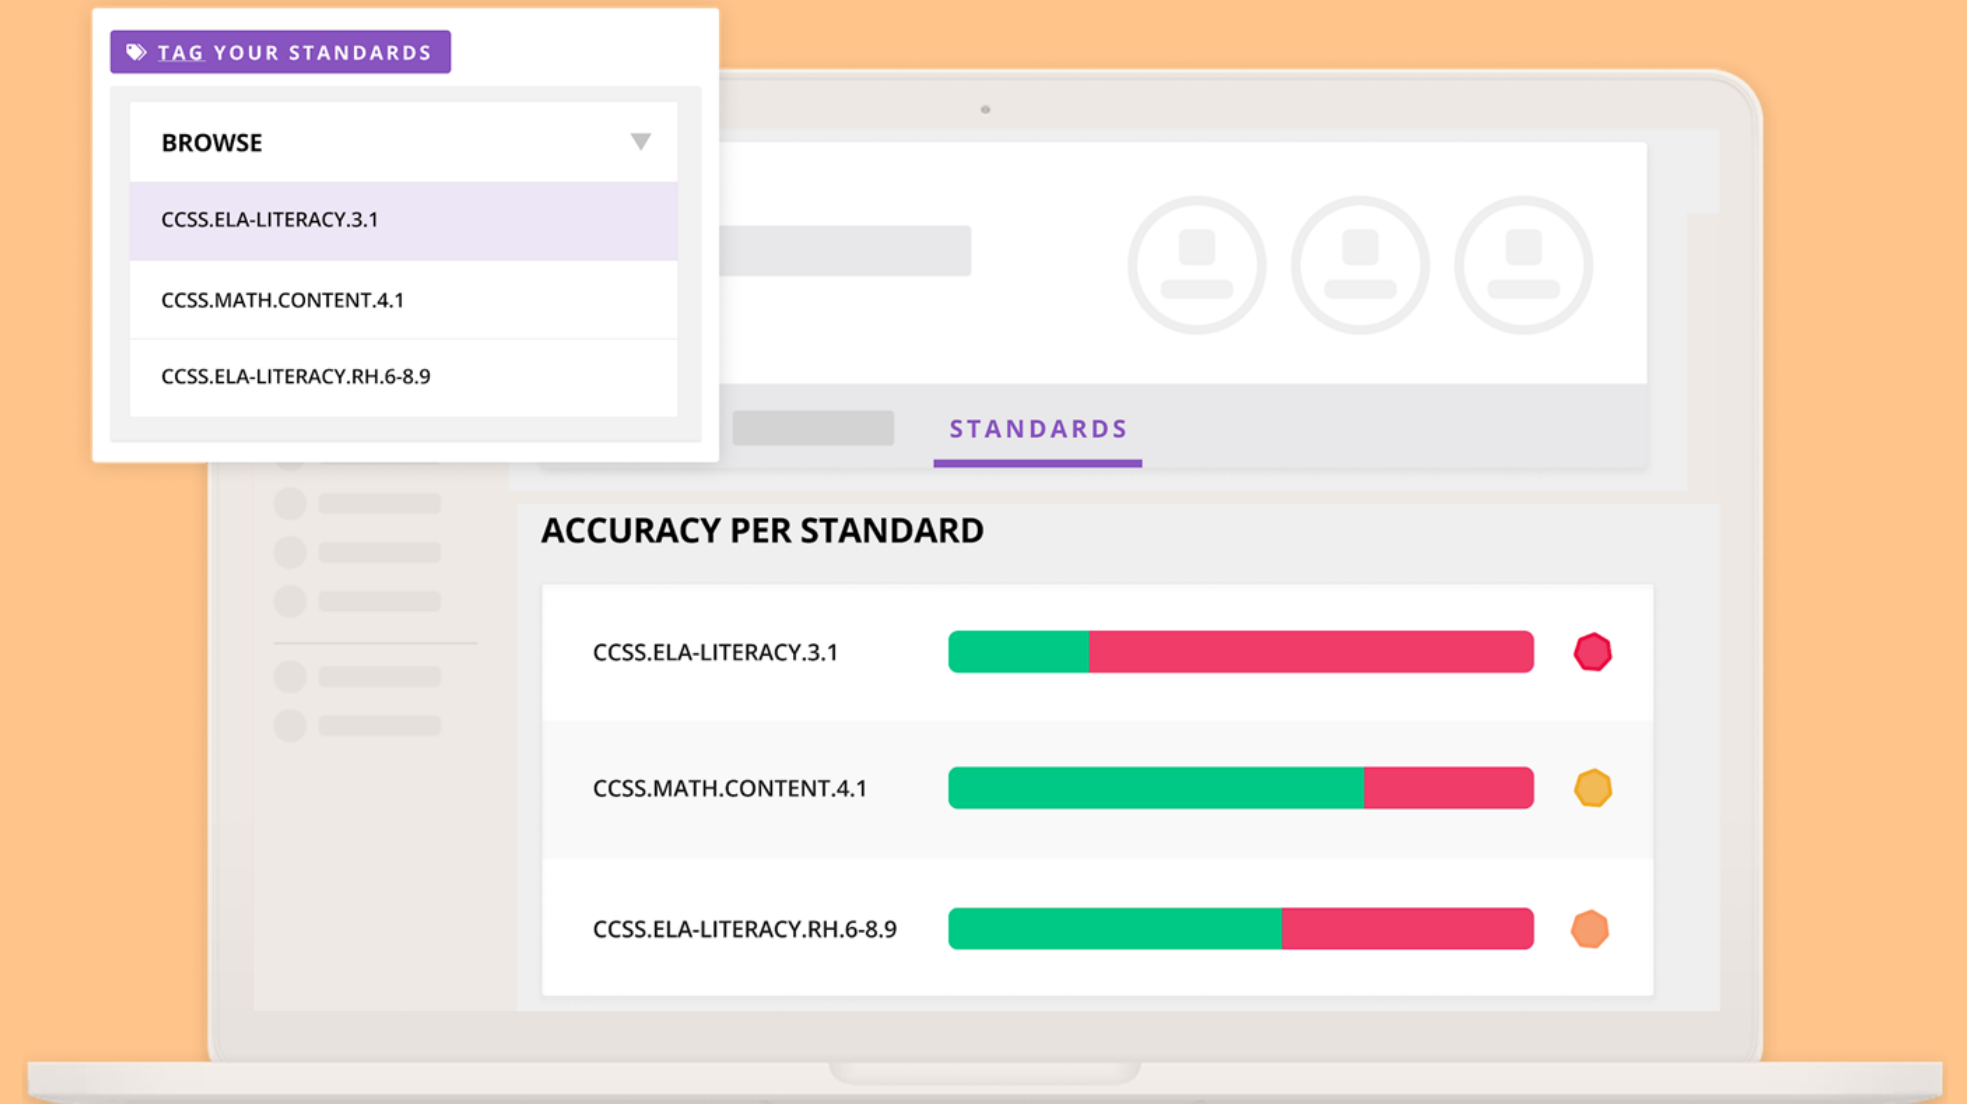 TAG YOUR STANDARDS
BROWSE
CCSS.ELA-LITERACY.3.1
CCSS.MATH.CONTENT.4.1
CCSS.ELA-LITERACY.RH.6-8.9
STANDARDS
ACCURACY PER STANDARD
CCSS.ELA-LITERACY.3.1
CCSS.MATH.CONTENT.4.1
CCSS.ELA-LITERACY.RH.6-8.9